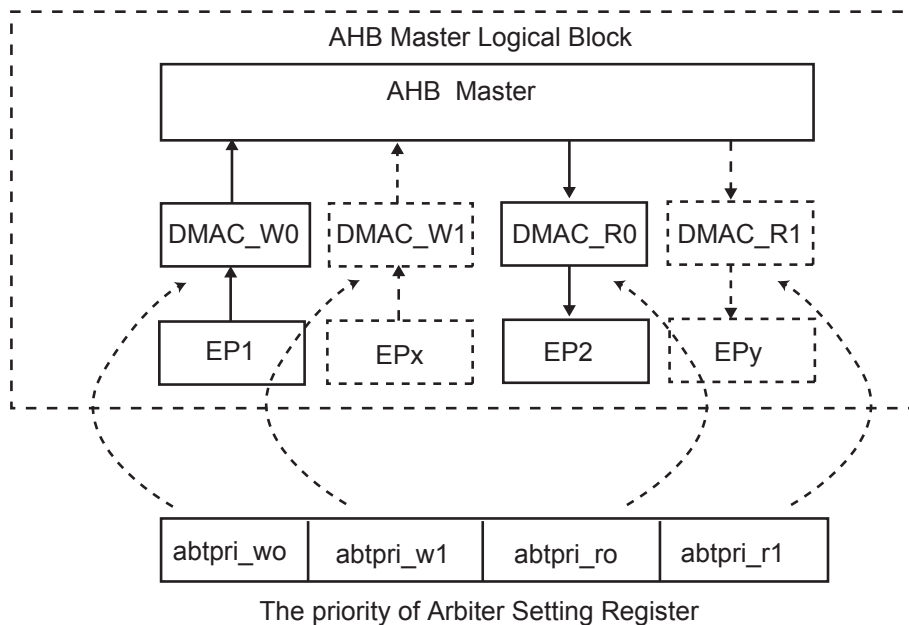 AHB Master Logical Block
AHB Master
DMAC_W0 DMAC_W1 DMAC_R0 DMAC_R1
EP1 EPx EP2 EPy
abtpri_wo abtpri_w1 abtpri_ro abtpri_r1
The priority of Arbiter Setting Register